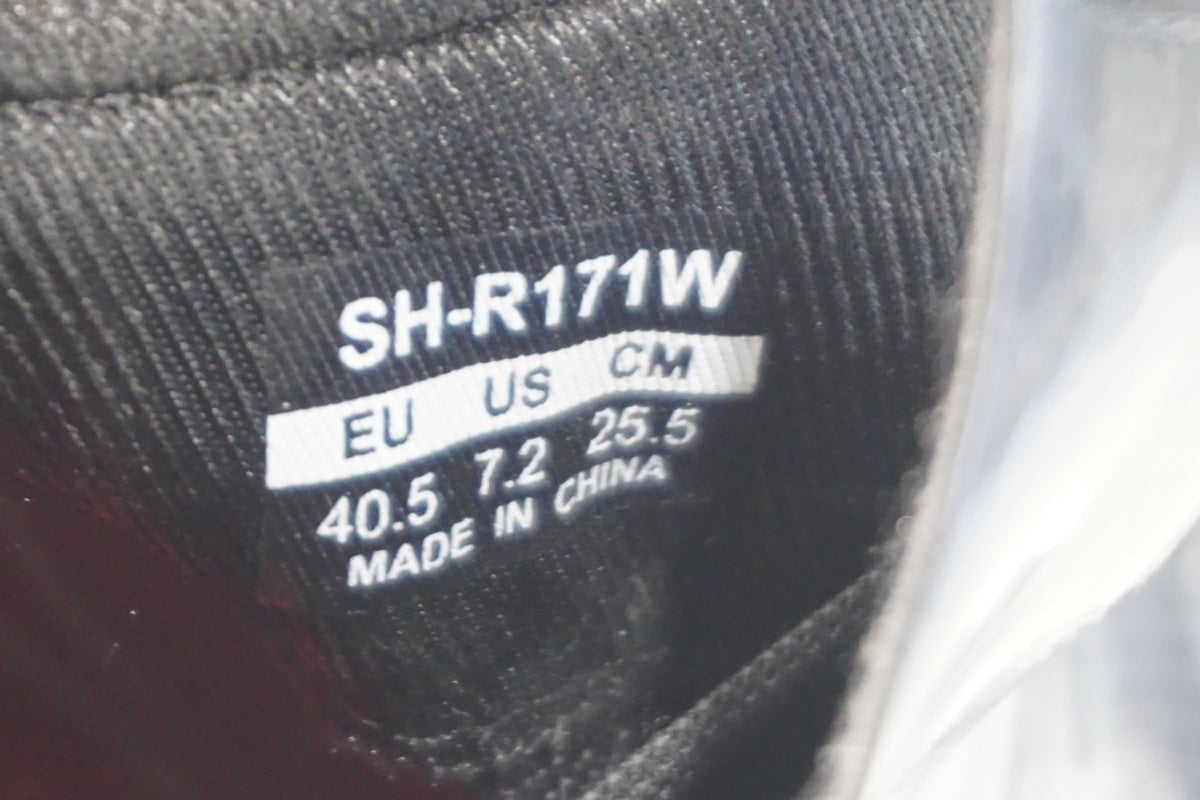 SH-R171W
EU US CM
40.5 7.2 25.5
MADE IN CHINA